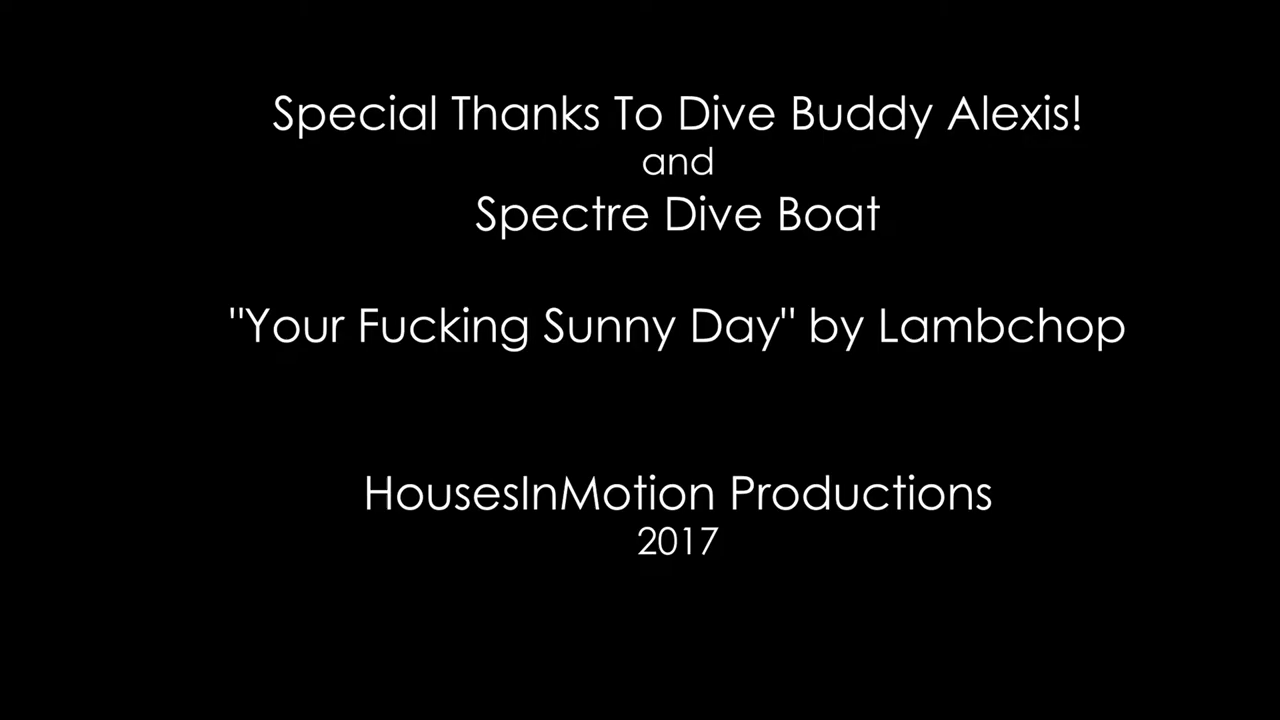 Special Thanks To Dive Buddy Alexis!
and
Spectre Dive Boat
"Your Fucking Sunny Day" by Lambchop
HousesInMotion Productions
2017